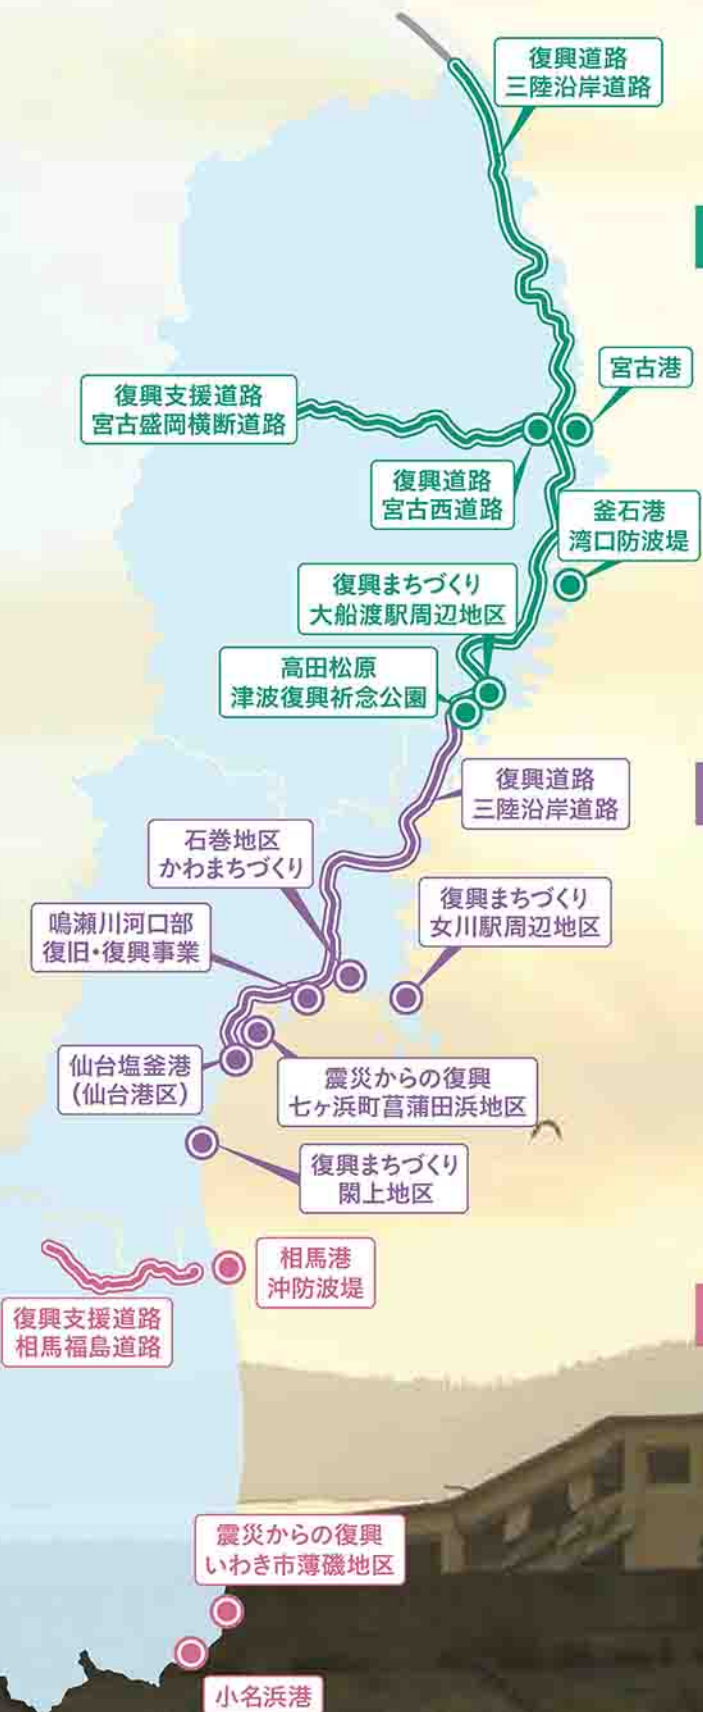 復興道路
三陸沿岸道路
宮古港
復興支援道路
宮古盛岡横断道路
復興道路
宮古西道路
釜石港
湾口防波堤
復興まちづくり
大船渡駅周辺地区
高田松原
津波復興祈念公園
復興道路
三陸沿岸道路
石巻地区
かわまちづくり
復興まちづくり
女川駅周辺地区
鳴瀬川河口部
復旧・復興事業
仙台塩釜港
(仙台港区)
震災からの復興
七ヶ浜町菖蒲田浜地区
復興まちづくり
閖上地区
相馬港
沖防波堤
復興支援道路
相馬福島道路
震災からの復興
いわき市薄磯地区
小名浜港